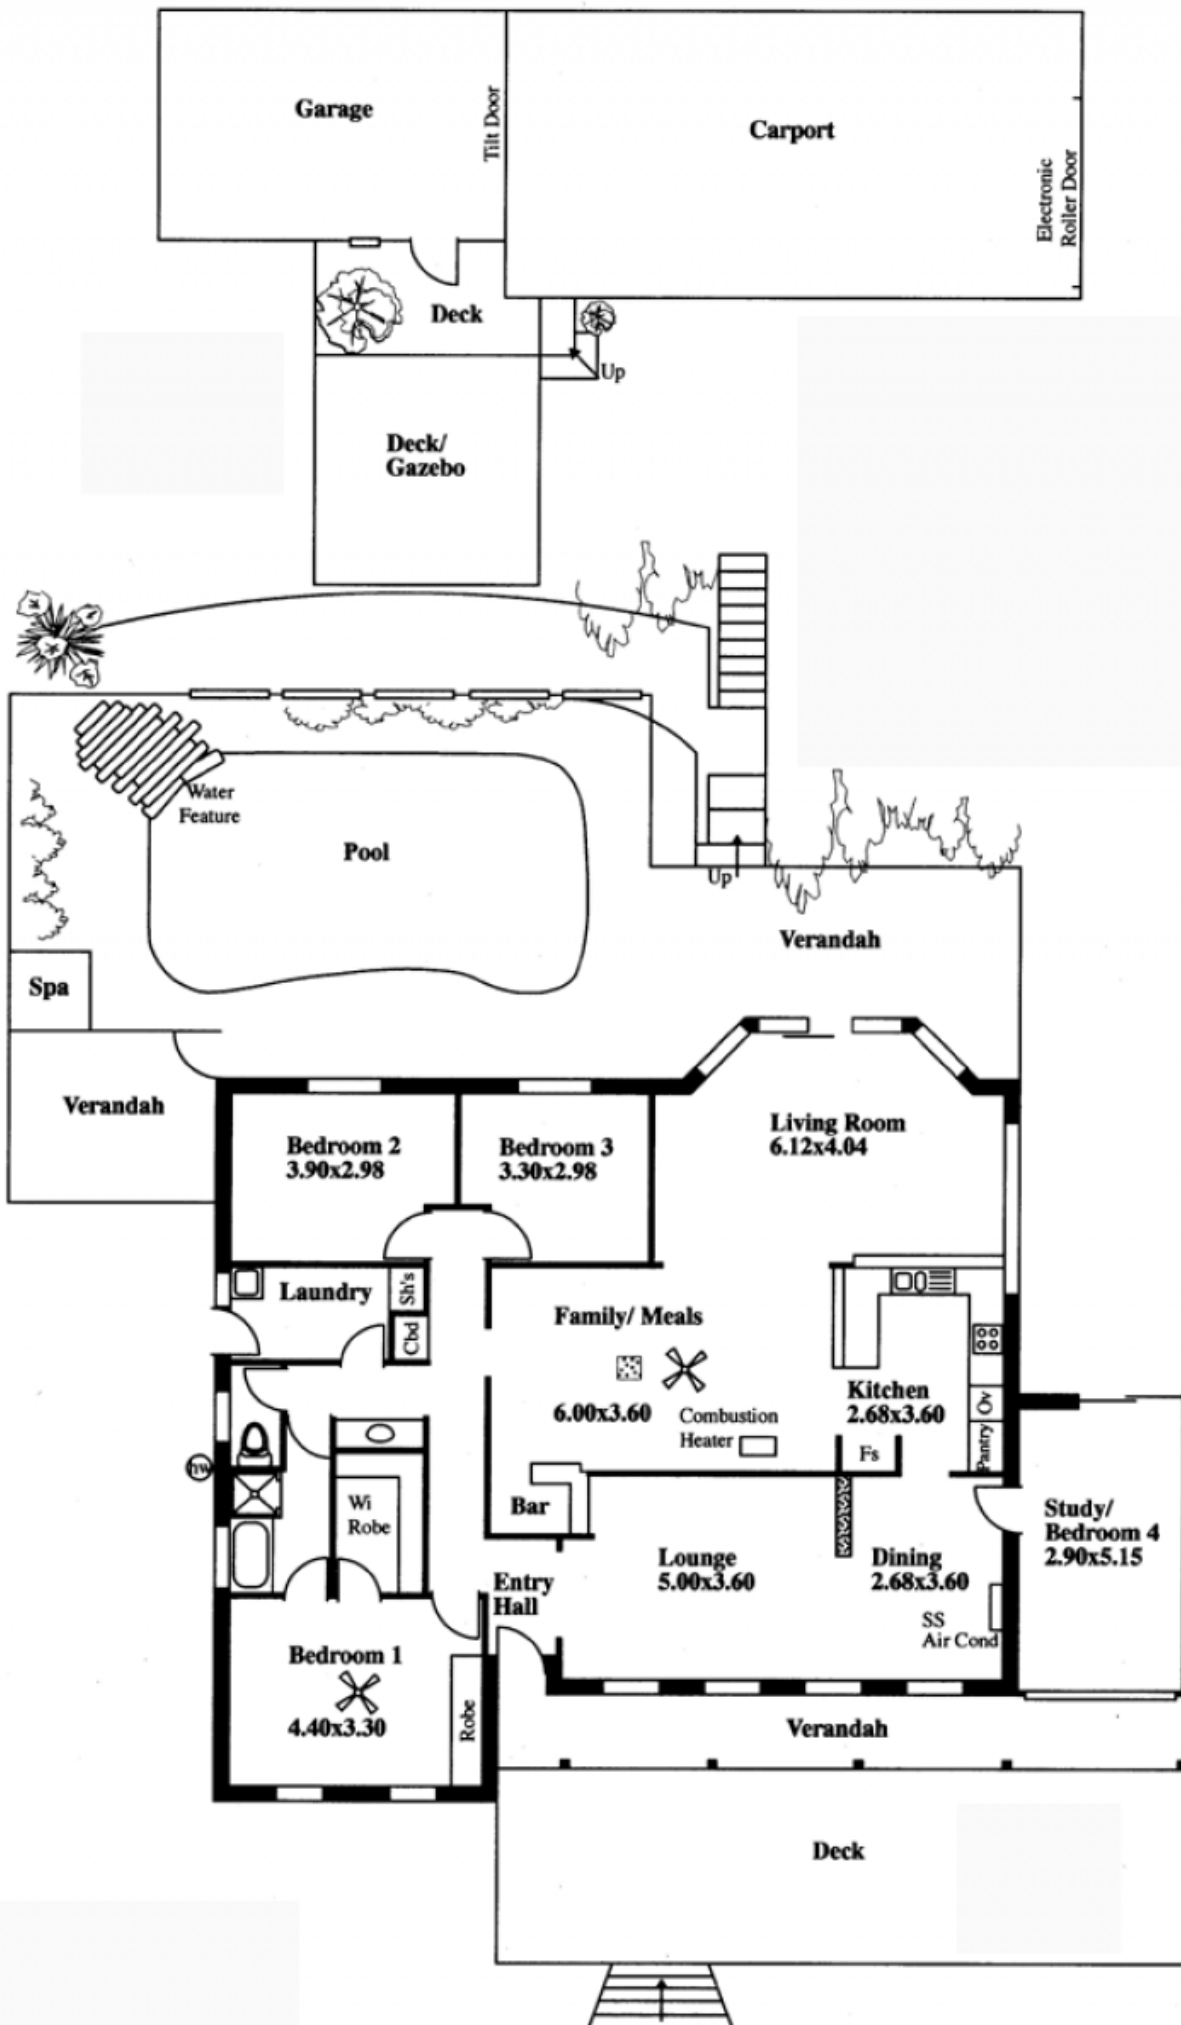 Garage
Tilt Door
Carport
Electronic
Roller Door
Deck
Up
Deck/
Gazebo
Water
Feature
Pool
Up
Verandah
Spa
Verandah
Living Room
6.12x4.04
Bedroom 2
3.90x2.98
Bedroom 3
3.30x2.98
Laundry
Sh's
Cbd
Family/ Meals
6.00x3.60
Combustion
Heater
Kitchen
2.68x3.60
Ov
Pantry
Fs
hw
Wi
Robe
Bar
Study/
Bedroom 4
2.90x5.15
Lounge
5.00x3.60
Dining
2.68x3.60
Entry
Hall
SS
Air Cond
Bedroom 1
4.40x3.30
Robe
Verandah
Deck